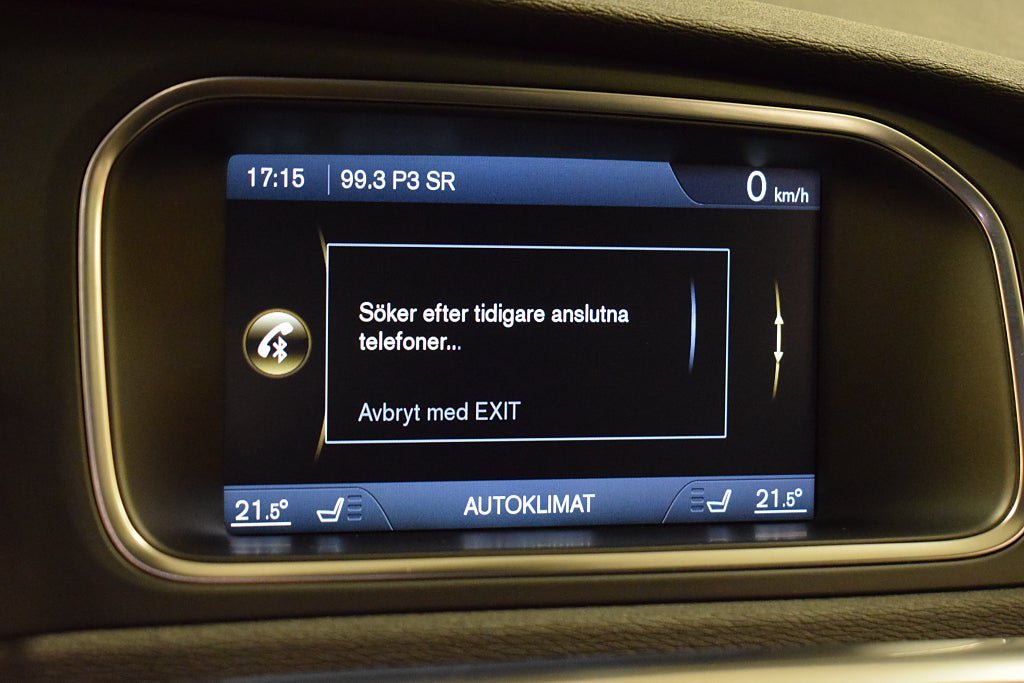 17:15 99.3 P3 SR 0 km/h
Söker efter tidigare anslutna
telefoner...
Avbryt med EXIT
21.5° AUTOKLIMAT 21.5°